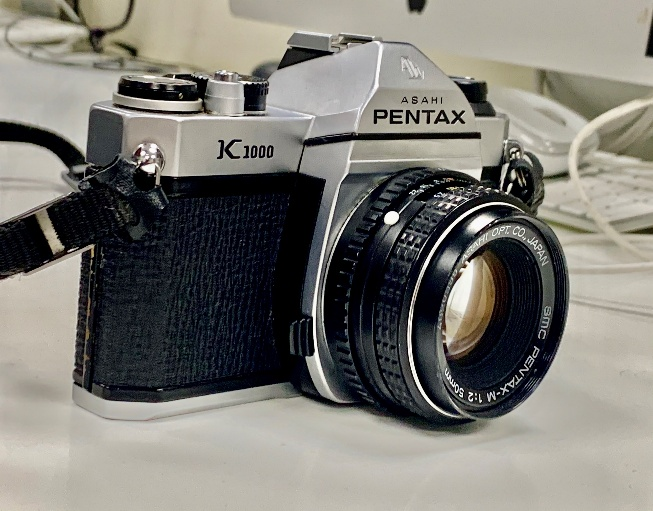 ASAHI
PENTAX
K1000
ASAHI OPT. CO., JAPAN
smc PENTAX-M 1:2 50mm